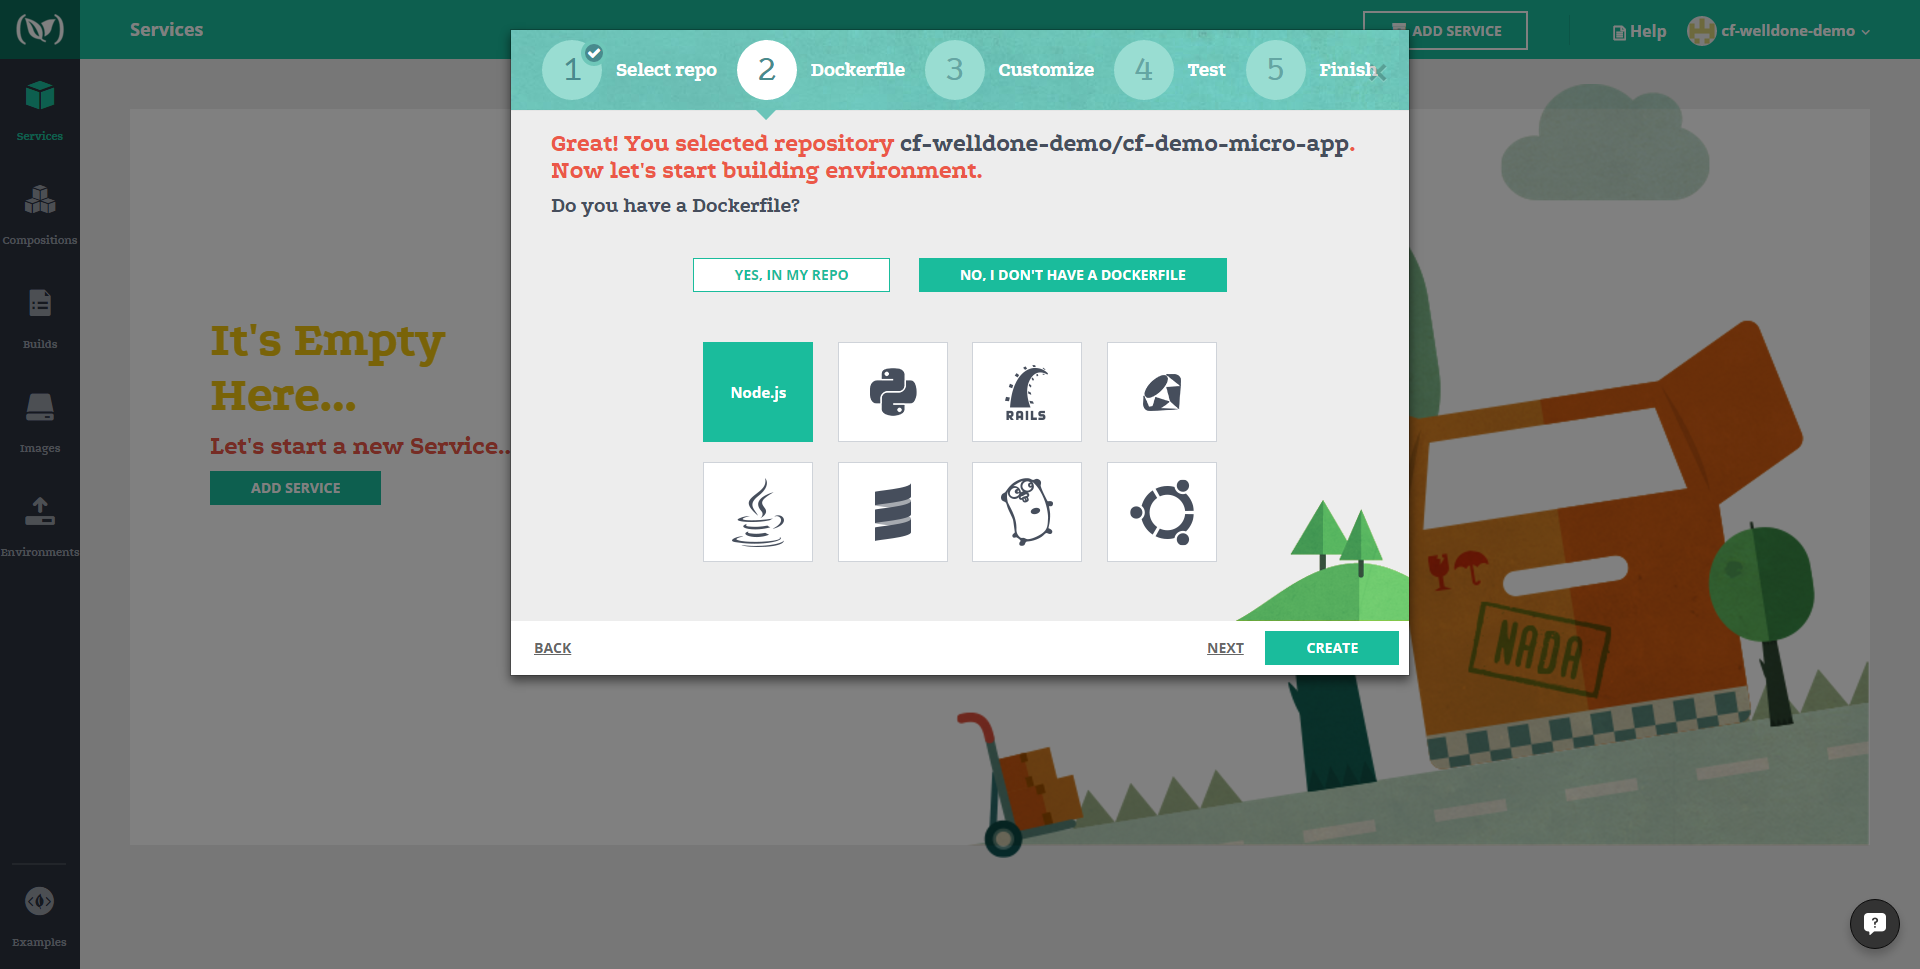 Services
ADD SERVICE
Help
cf-welldone-demo
Services
Compositions
Builds
Images
Environments
Examples
It's Empty
Here...
Let's start a new Service..
ADD SERVICE
1
Select repo
2
Dockerfile
3
Customize
4
Test
5
Finish
Great! You selected repository cf-welldone-demo/cf-demo-micro-app.
Now let's start building environment.
Do you have a Dockerfile?
YES, IN MY REPO
NO, I DON'T HAVE A DOCKERFILE
Node.js
RAILS
BACK
NEXT
CREATE
NADA
?